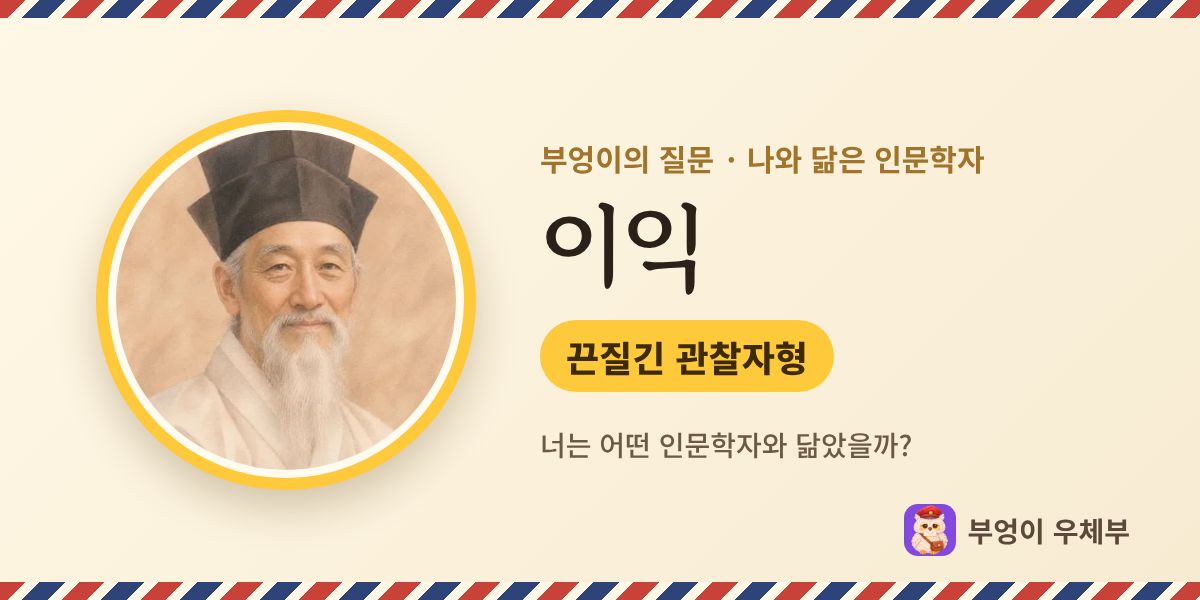 부엉이의 질문 · 나와 닮은 인문학자
이익
끈질긴 관찰자형
너는 어떤 인문학자와 닮았을까?
부엉이 우체부